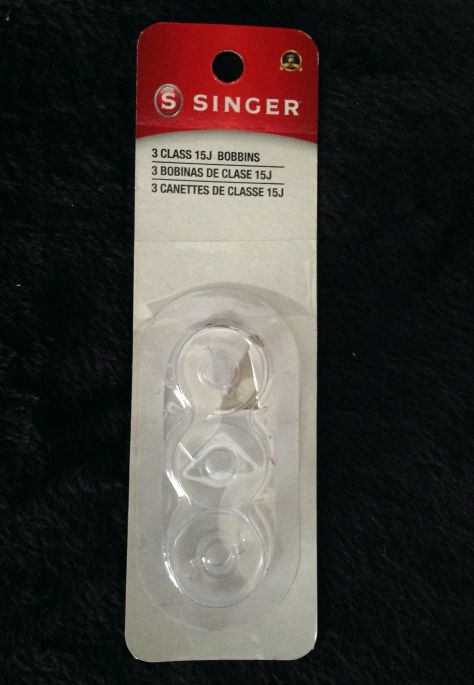 S SINGER
3 CLASS 15J BOBBINS
3 BOBINAS DE CLASE 15J
3 CANETTES DE CLASSE 15J